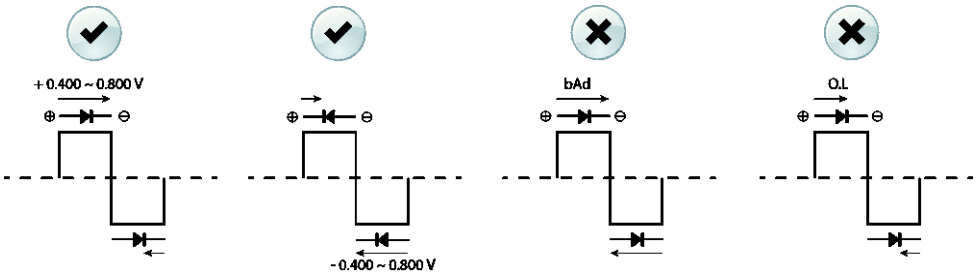 + 0.400 ~ 0.800 V
bAd
O.L
⊕ ⊖
⊕ ⊖
⊕ ⊖
⊕ ⊖
- 0.400 ~ 0.800 V